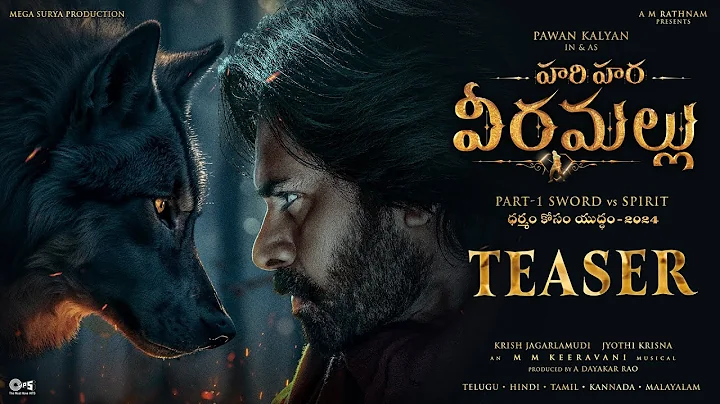 MEGA SURYA PRODUCTION
A M RATHNAM
PRESENTS
PAWAN KALYAN
IN & AS
హరి హర
వీరమల్లు
PART-1 SWORD vs SPIRIT
ధర్మం కోసం యుద్ధం - 2024
TEASER
KRISH JAGARLAMUDI JYOTHI KRISNA
AN M M KEERAVANI MUSICAL
PRODUCED BY A DAYAKAR RAO
TELUGU • HINDI • TAMIL • KANNADA • MALAYALAM
TIPS